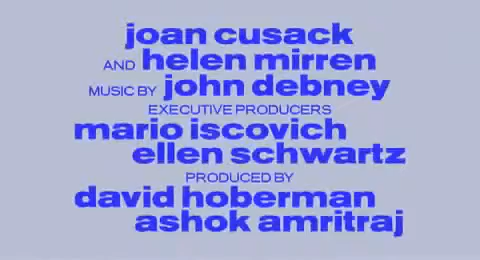 joan cusack
AND helen mirren
MUSIC BY john debney
EXECUTIVE PRODUCERS
mario iscovich
ellen schwartz
PRODUCED BY
david hoberman
ashok amritraj